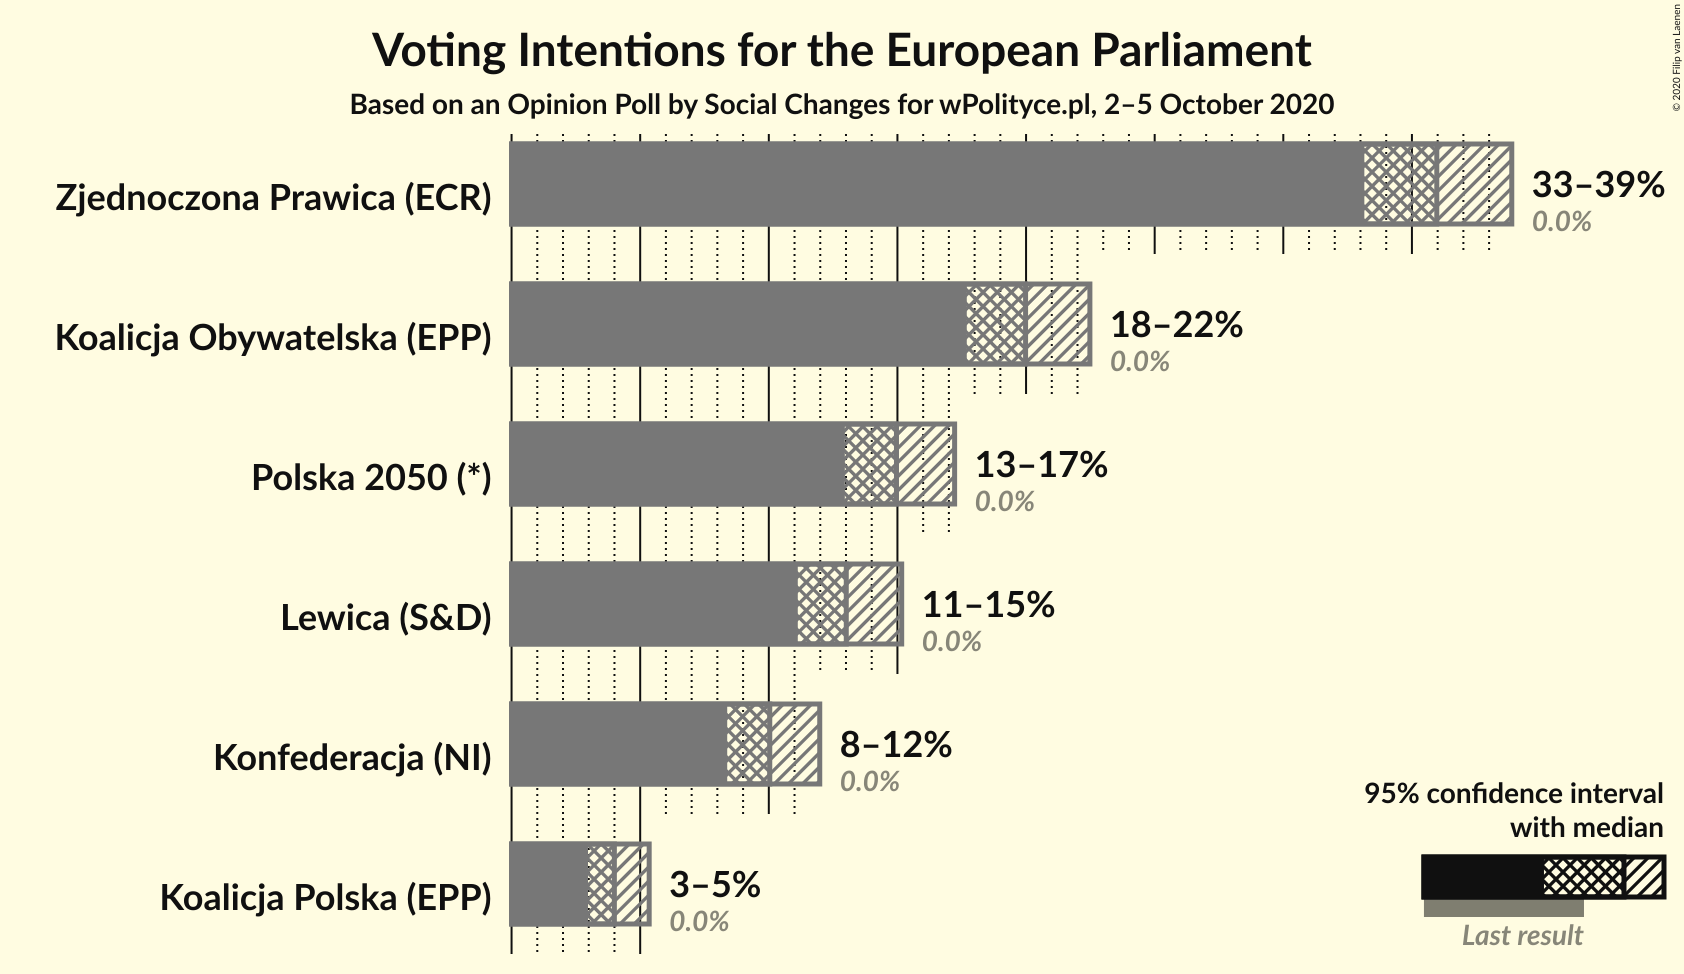 Voting Intentions for the European Parliament
Based on an Opinion Poll by Social Changes for wPolityce.pl, 2–5 October 2020
© 2020 Filip van Laenen
Zjednoczona Prawica (ECR)
33–39%
0.0%
Koalicja Obywatelska (EPP)
18–22%
0.0%
Polska 2050 (*)
13–17%
0.0%
Lewica (S&D)
11–15%
0.0%
Konfederacja (NI)
8–12%
0.0%
Koalicja Polska (EPP)
3–5%
0.0%
95% confidence interval
with median
Last result